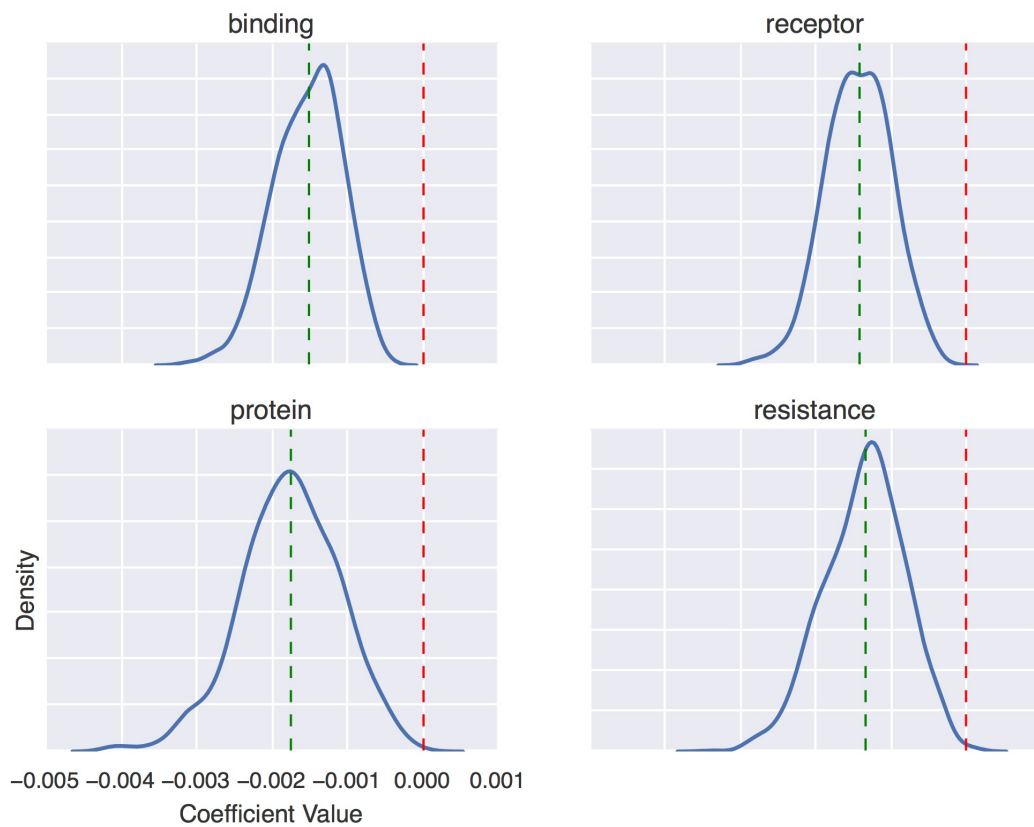 binding
receptor
protein
resistance
Density
−0.005 −0.004 −0.003 −0.002 −0.001 0.000 0.001
Coefficient Value